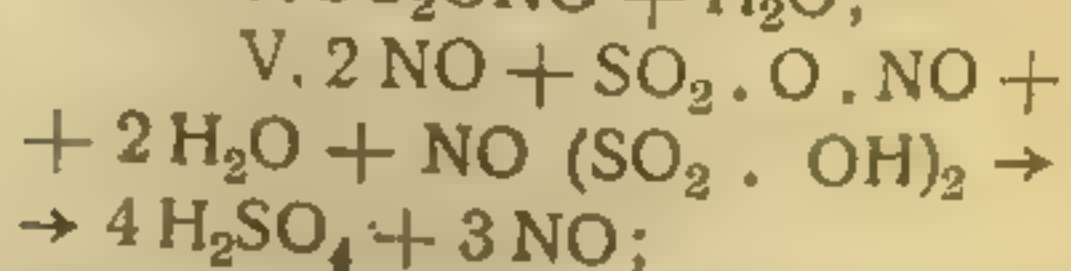 V. 2 NO + SO₂ . O . NO +
+ 2 H₂O + NO (SO₂ . OH)₂ →
→ 4 H₂SO₄ + 3 NO;